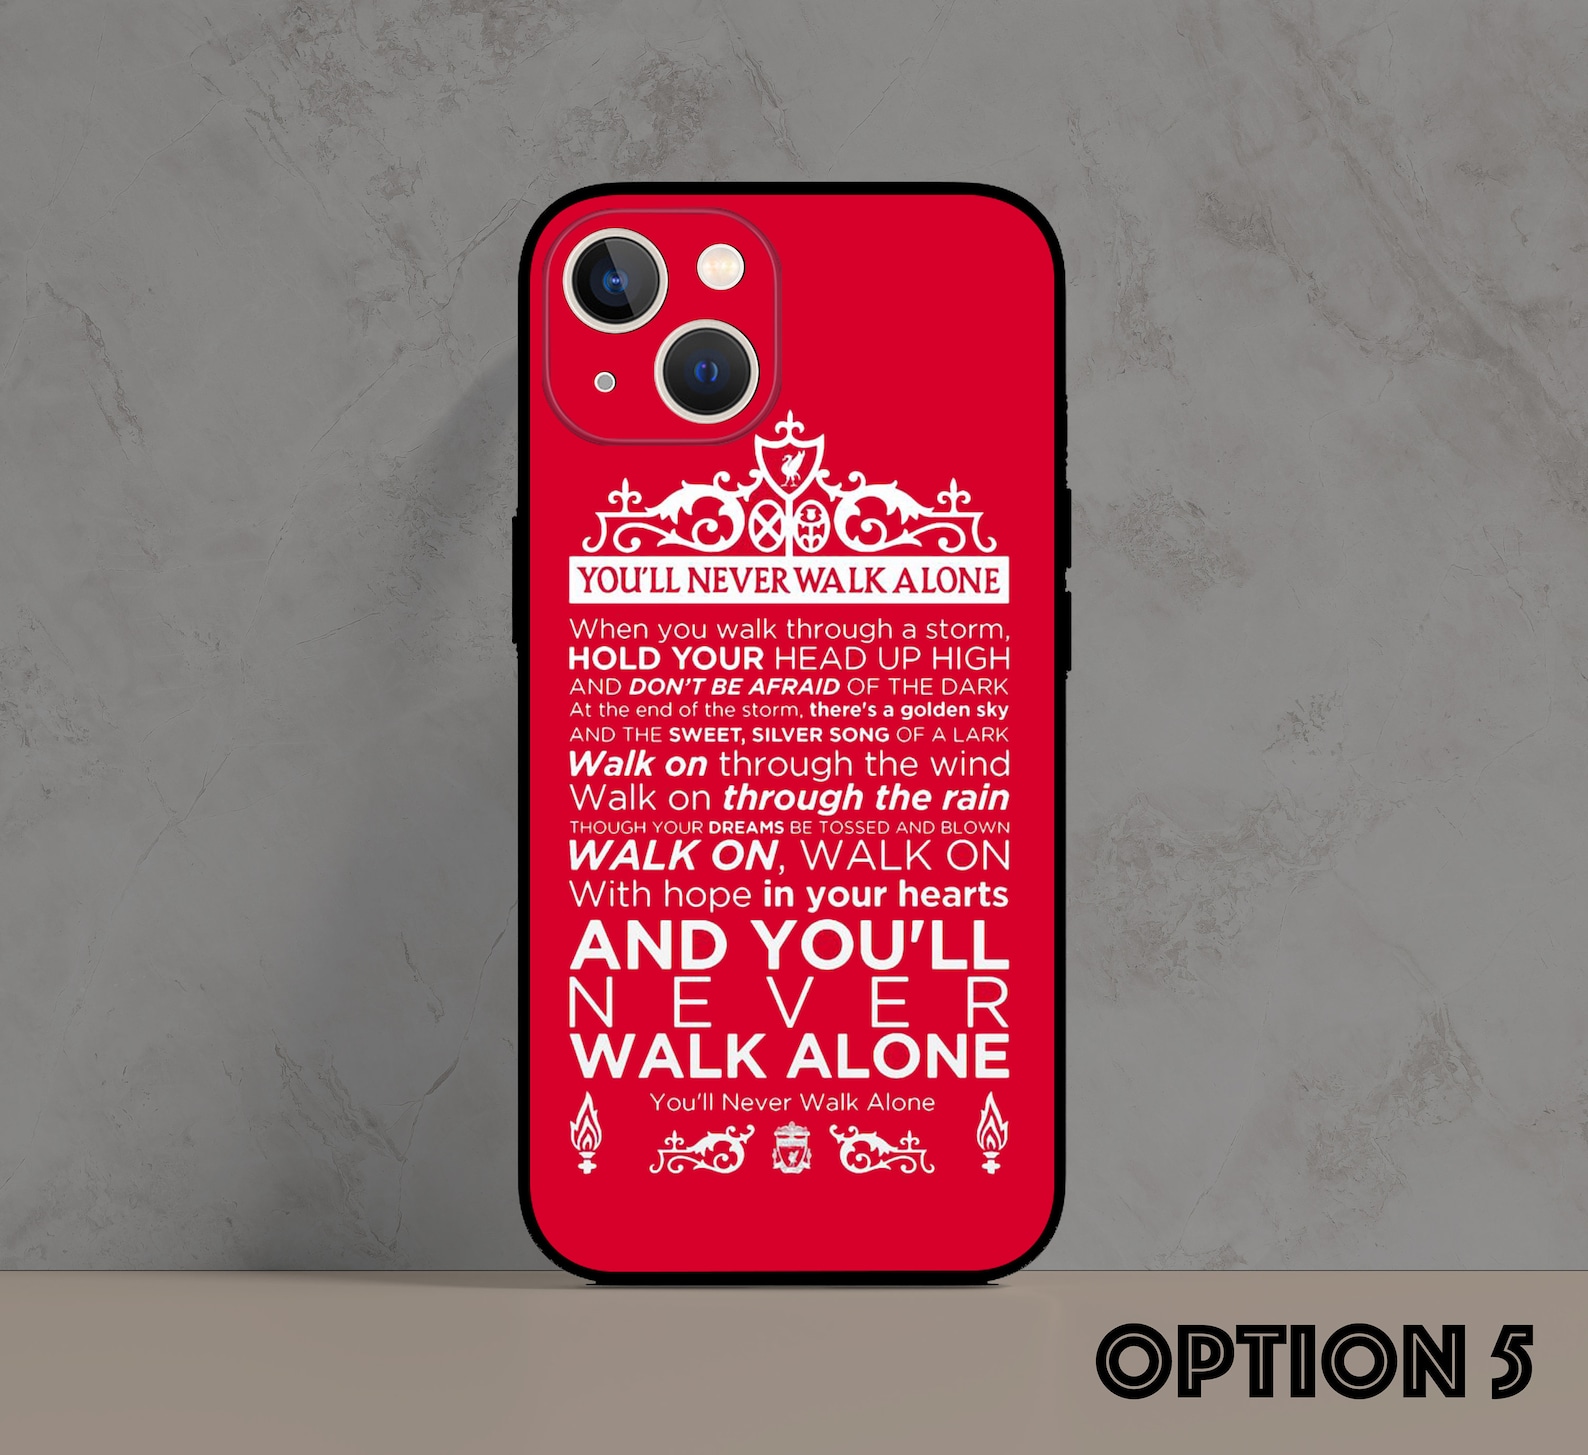 YOU'LL NEVER WALK ALONE
When you walk through a storm,
HOLD YOUR HEAD UP HIGH
AND DON'T BE AFRAID OF THE DARK
At the end of the storm, there's a golden sky
AND THE SWEET, SILVER SONG OF A LARK
Walk on through the wind
Walk on through the rain
THOUGH YOUR DREAMS BE TOSSED AND BLOWN
WALK ON, WALK ON
With hope in your hearts
AND YOU'LL
NEVER
WALK ALONE
You'll Never Walk Alone
OPTION 5